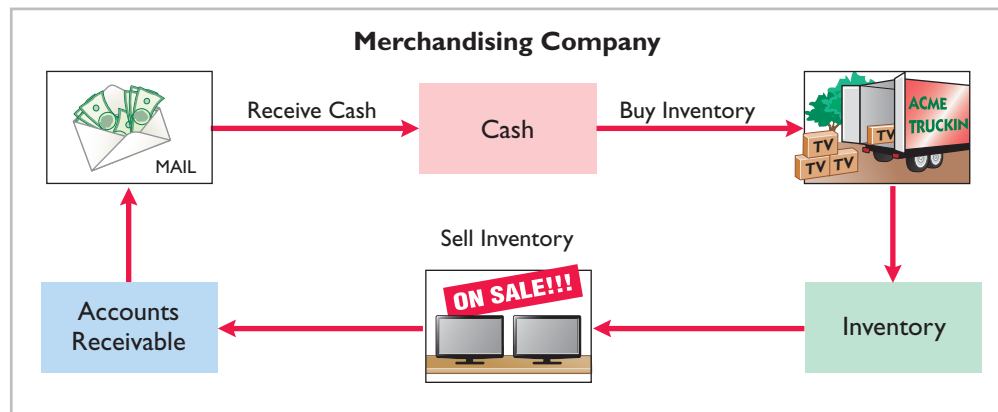 Merchandising Company
Receive Cash
Cash
Buy Inventory
MAIL
ACME
TRUCKIN
TV
TV
TV
TV
Sell Inventory
ON SALE!!!
Accounts
Receivable
Inventory